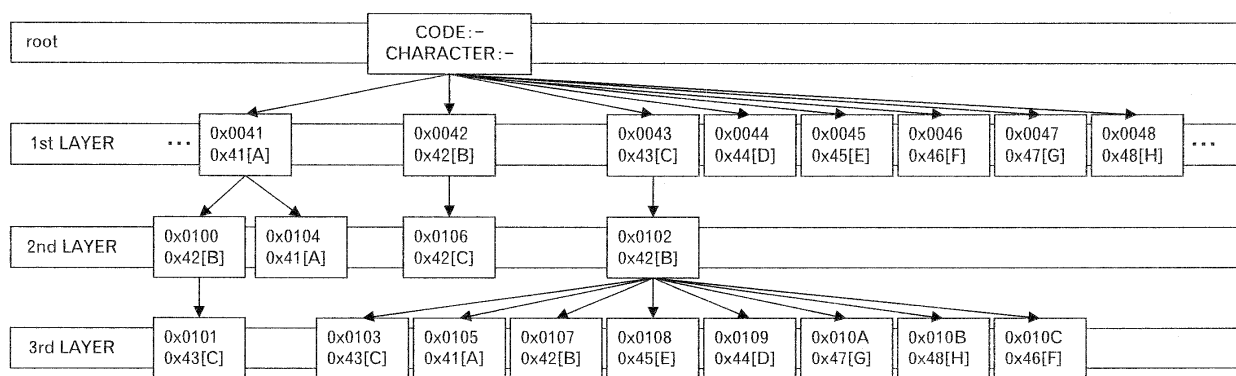 root
CODE:-
CHARACTER:-
1st LAYER
...
0x0041
0x41[A]
0x0042
0x42[B]
0x0043
0x43[C]
0x0044
0x44[D]
0x0045
0x45[E]
0x0046
0x46[F]
0x0047
0x47[G]
0x0048
0x48[H]
...
2nd LAYER
0x0100
0x42[B]
0x0104
0x41[A]
0x0106
0x42[C]
0x0102
0x42[B]
3rd LAYER
0x0101
0x43[C]
0x0103
0x43[C]
0x0105
0x41[A]
0x0107
0x42[B]
0x0108
0x45[E]
0x0109
0x44[D]
0x010A
0x47[G]
0x010B
0x48[H]
0x010C
0x46[F]